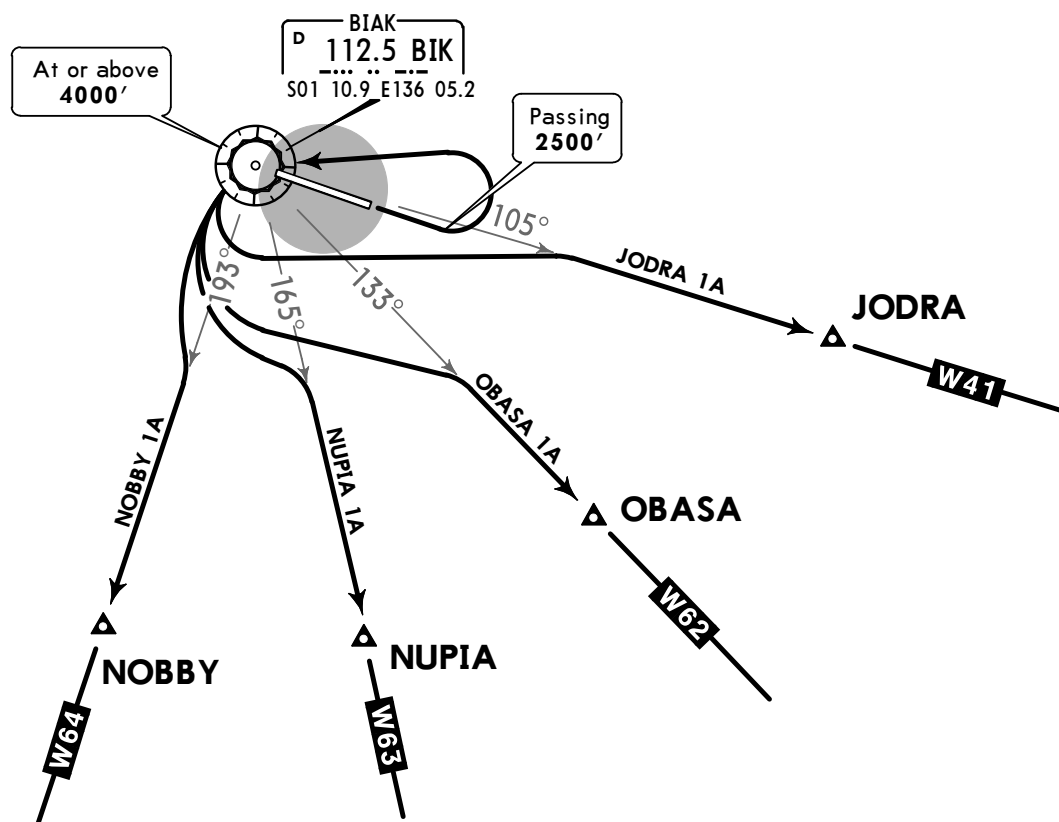 BIAK
D 112.5 BIK
S01 10.9 E136 05.2
At or above
4000′
Passing
2500′
105°
193°
165°
133°
JODRA 1A
JODRA
W41
OBASA 1A
OBASA
W62
NUPIA 1A
NUPIA
W63
NOBBY 1A
NOBBY
W64